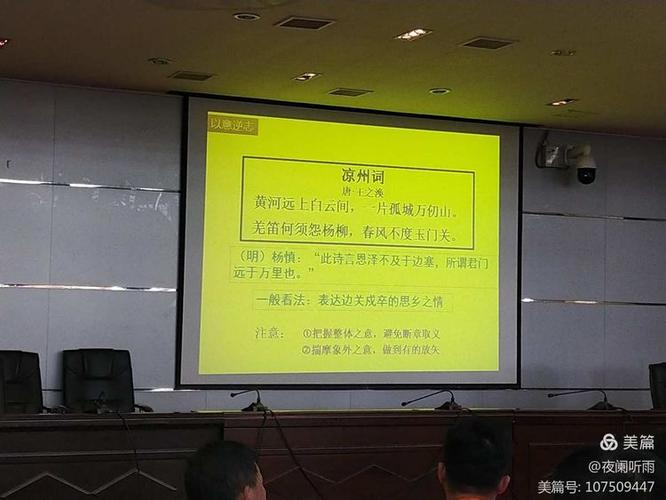 以意逆志
凉州词
唐·王之涣
黄河远上白云间，一片孤城万仞山。
羌笛何须怨杨柳，春风不度玉门关。
（明）杨慎：“此诗言恩泽不及于边塞，所谓君门
远于万里也。”
一般看法：表达边关戍卒的思乡之情
注意：①把握整体之意，避免断章取义
②揣摩象外之意，做到有的放矢
美篇
@夜阑听雨
美篇号: 107509447